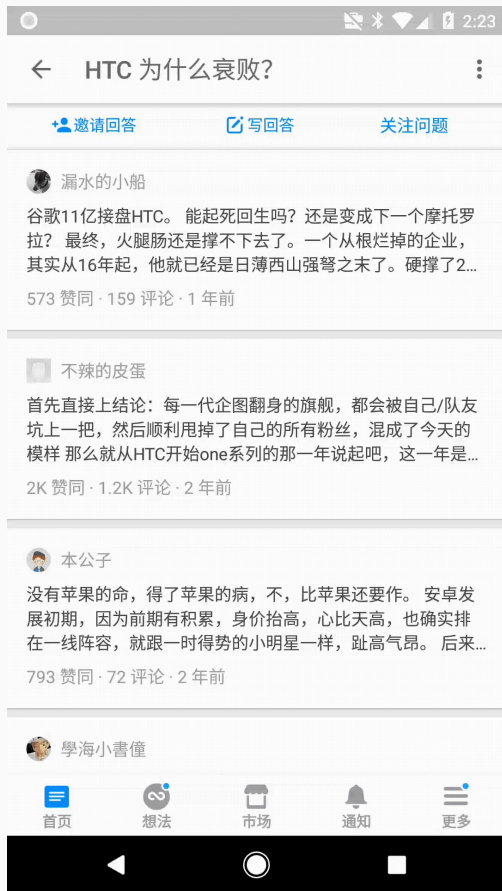 2:23
HTC 为什么衰败？
邀请回答 写回答 关注问题
漏水的小船
谷歌11亿接盘HTC。 能起死回生吗？还是变成下一个摩托罗
拉？ 最终，火腿肠还是撑不下去了。一个从根烂掉的企业，
其实从16年起，他就已经是日薄西山强弩之末了。硬撑了2...
573 赞同 · 159 评论 · 1 年前
不辣的皮蛋
首先直接上结论：每一代企图翻身的旗舰，都会被自己/队友
坑上一把，然后顺利甩掉了自己的所有粉丝，混成了今天的
模样 那么就从HTC开始one系列的那一年说起吧，这一年是...
2K 赞同 · 1.2K 评论 · 2 年前
本公子
没有苹果的命，得了苹果的病，不，比苹果还要作。 安卓发
展初期，因为前期有积累，身价抬高，心比天高，也确实排
在一线阵容，就跟一时得势的小明星一样，趾高气昂。 后来...
793 赞同 · 72 评论 · 2 年前
學海小書僮
首页 想法 市场 通知 更多